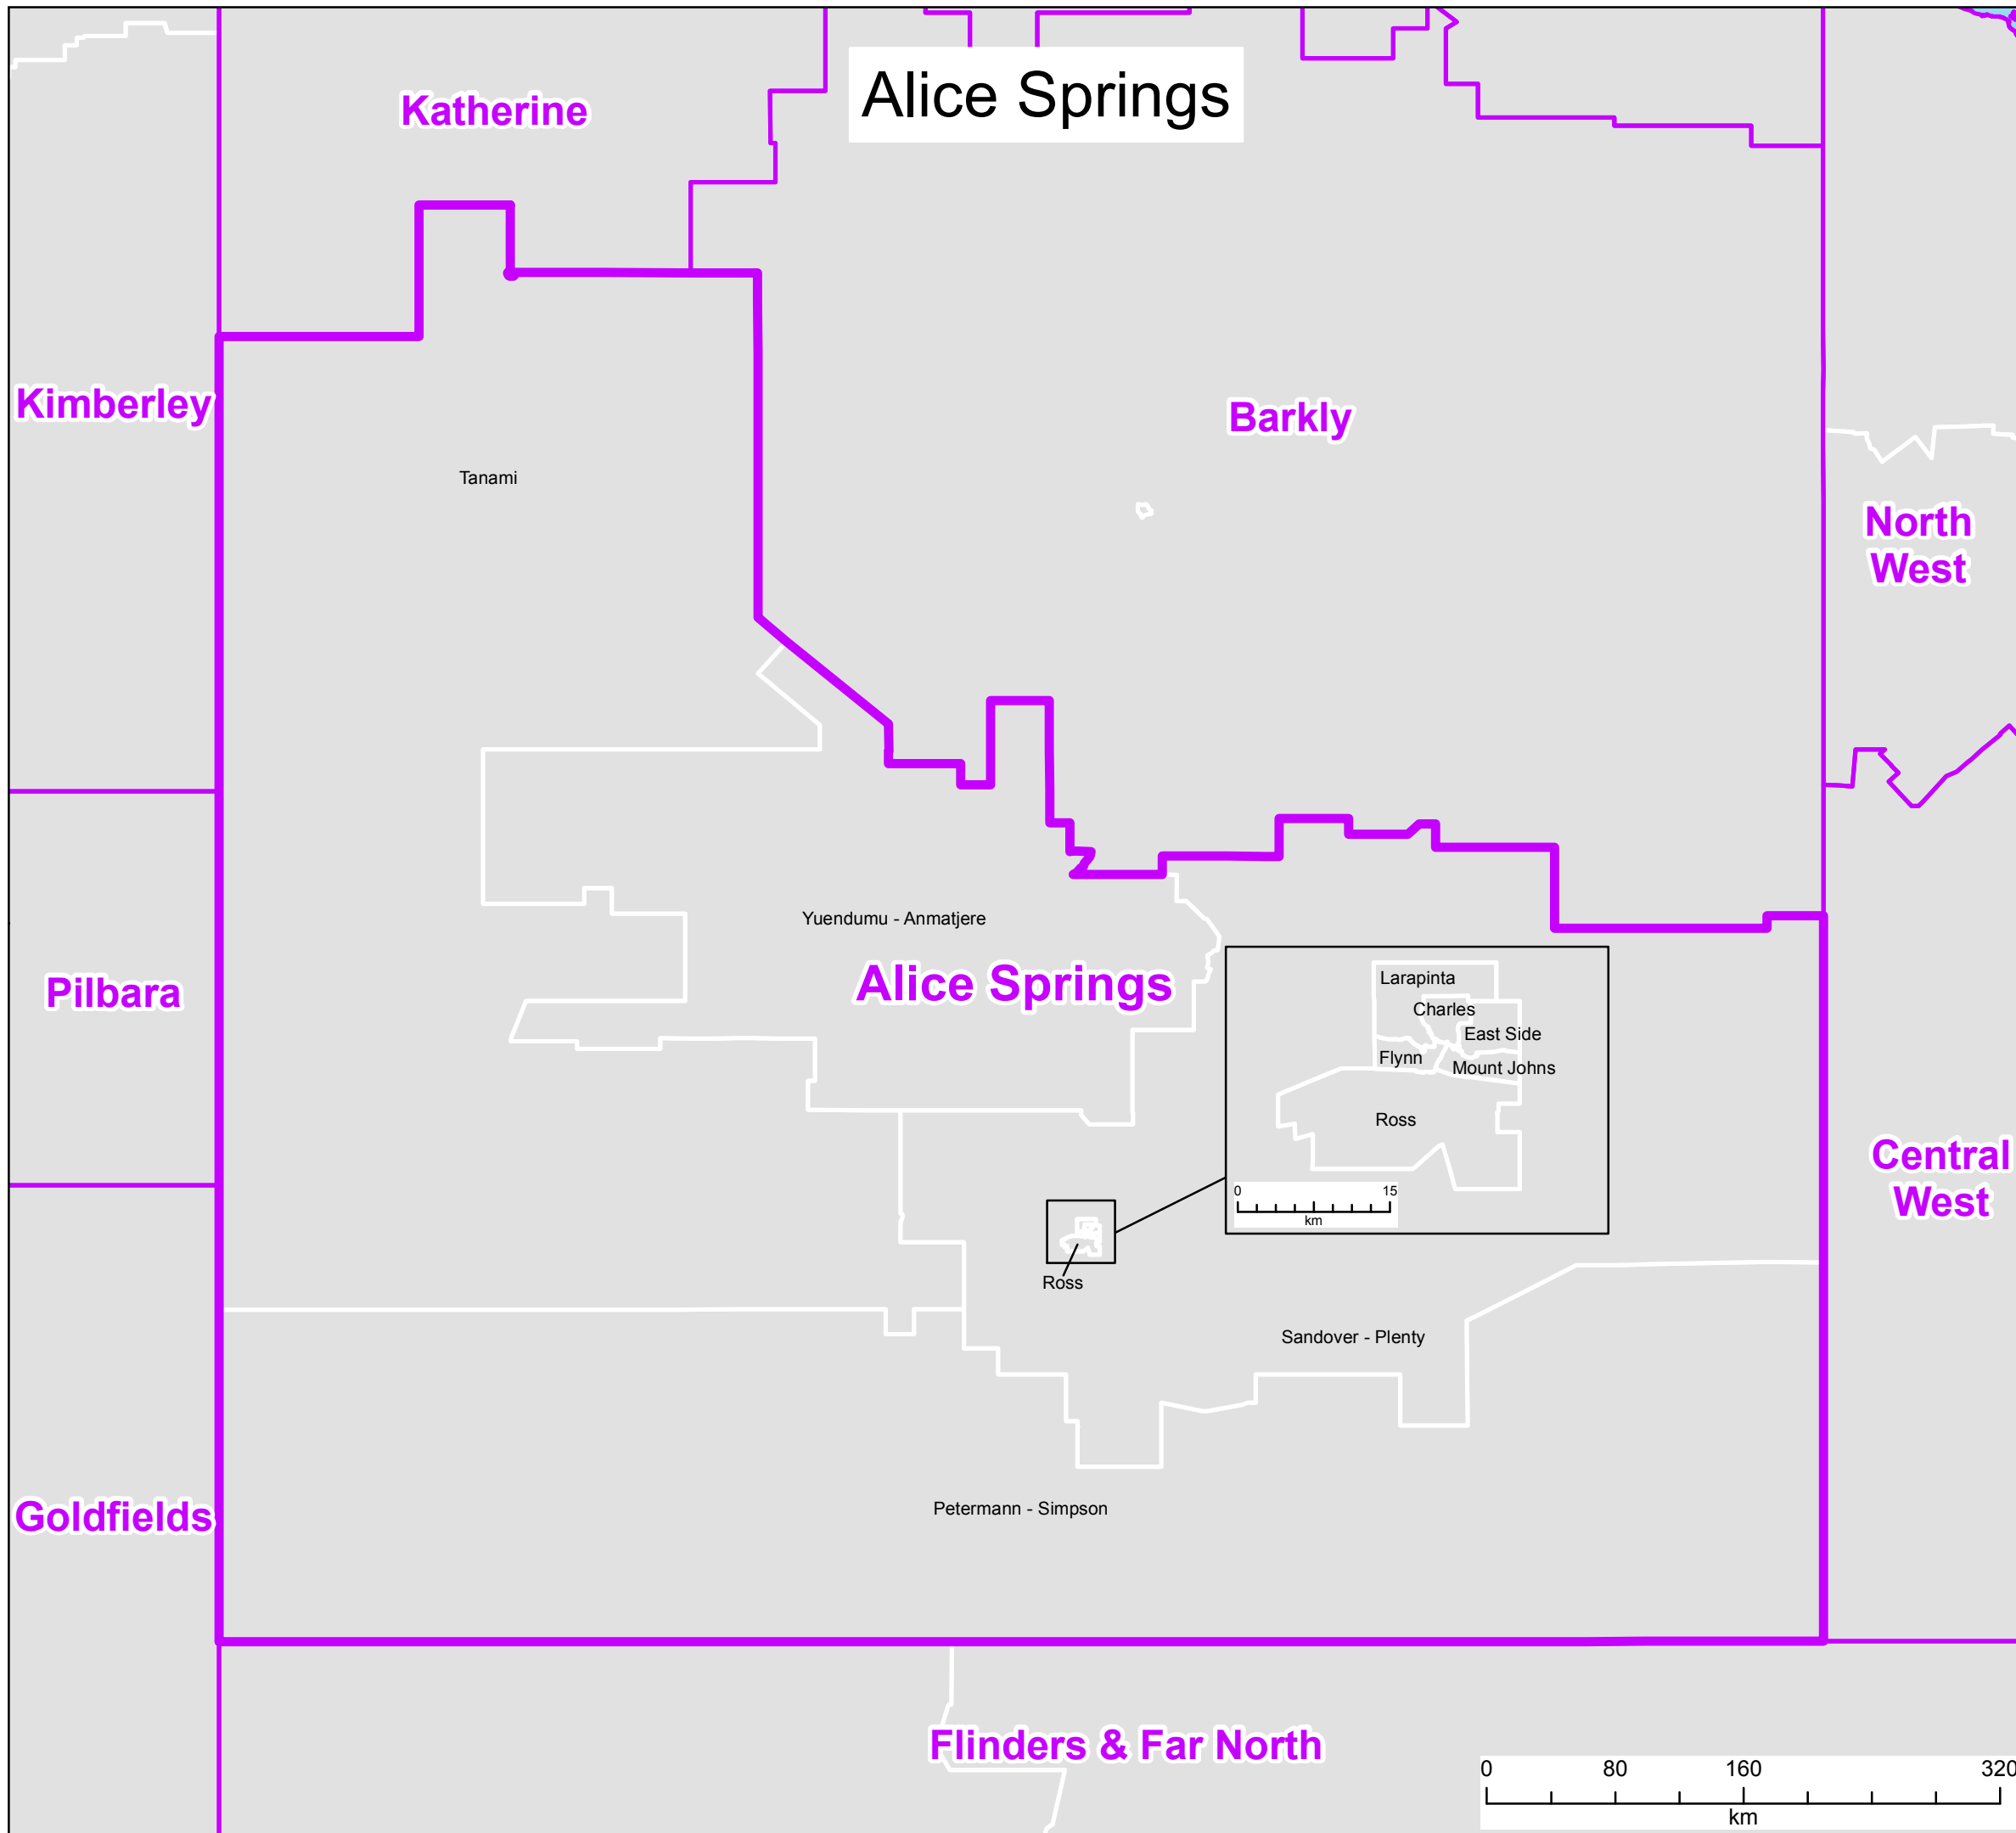 Alice Springs
Katherine
Kimberley
Barkly
Tanami
North
West
Yuendumu - Anmatjere
Alice Springs
Pilbara
Larapinta
Charles
East Side
Flynn
Mount Johns
Ross
0 15
km
Central
West
Ross
Sandover - Plenty
Petermann - Simpson
Goldfields
Flinders & Far North
0 80 160 320
km